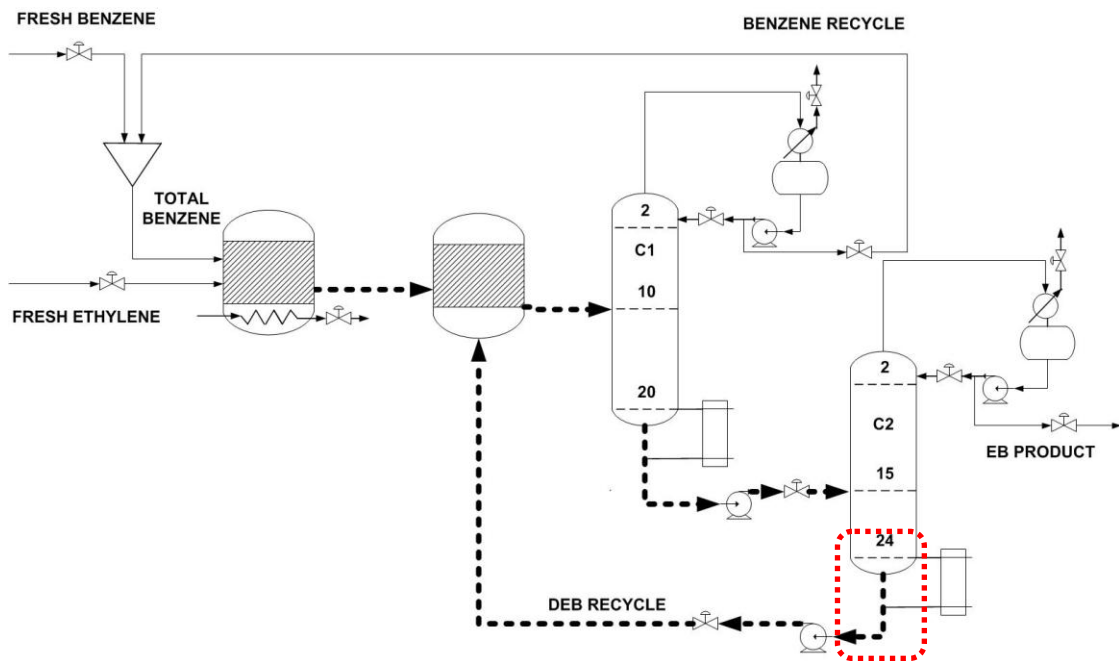 FRESH BENZENE
BENZENE RECYCLE
TOTAL
BENZENE
FRESH ETHYLENE
2
C1
10
20
2
C2
15
24
EB PRODUCT
DEB RECYCLE